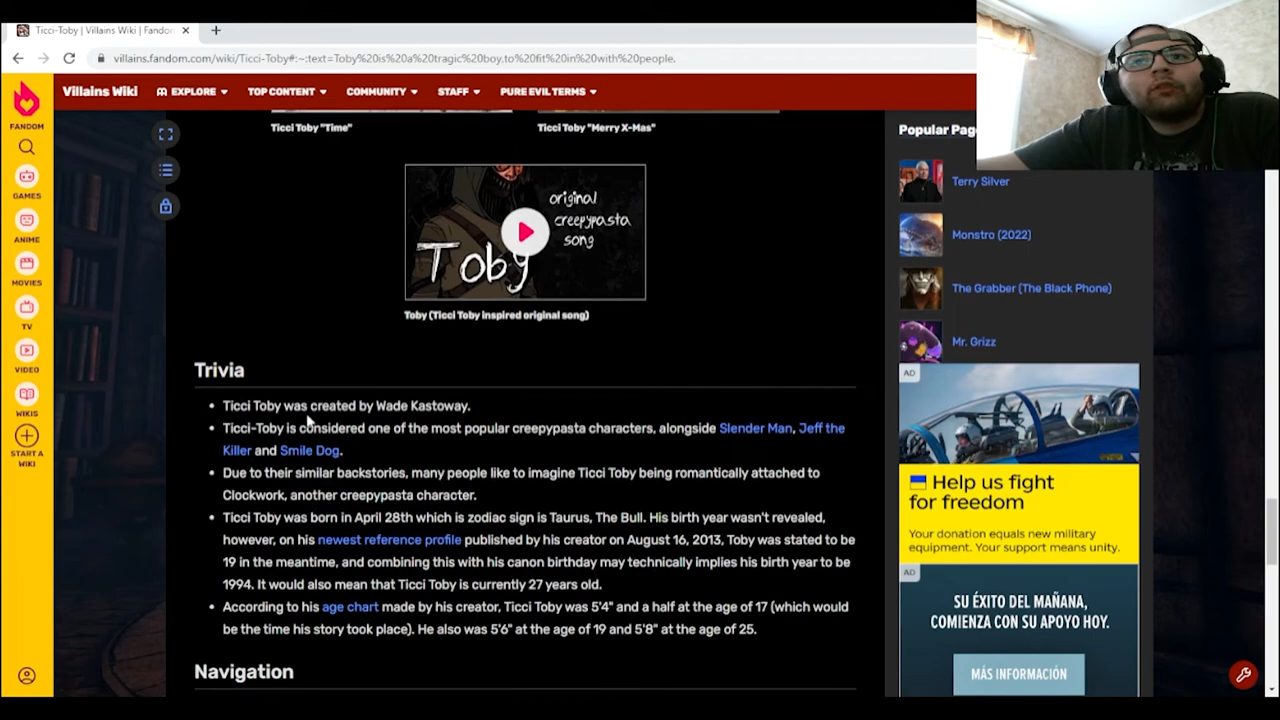 Ticci-Toby | Villains Wiki | Fandom
villains.fandom.com/wiki/Ticci-Toby#:~:text=Toby%20is%20a%20tragic%20boy,to%20fit%20in%20with%20people.
FANDOM
GAMES
ANIME
MOVIES
TV
VIDEO
WIKIS
START A
WIKI
Villains Wiki
EXPLORE
TOP CONTENT
COMMUNITY
STAFF
PURE EVIL TERMS
Ticci Toby "Time"
Ticci Toby "Merry X-Mas"
original
creepypasta
song
Toby
Toby (Ticci Toby inspired original song)
Trivia
Ticci Toby was created by Wade Kastoway.
Ticci-Toby is considered one of the most popular creepypasta characters, alongside Slender Man, Jeff the
Killer and Smile Dog.
Due to their similar backstories, many people like to imagine Ticci Toby being romantically attached to
Clockwork, another creepypasta character.
Ticci Toby was born in April 28th which is zodiac sign is Taurus, The Bull. His birth year wasn't revealed,
however, on his newest reference profile published by his creator on August 16, 2013, Toby was stated to be
19 in the meantime, and combining this with his canon birthday may technically implies his birth year to be
1994. It would also mean that Ticci Toby is currently 27 years old.
According to his age chart made by his creator, Ticci Toby was 5'4" and a half at the age of 17 (which would
be the time his story took place). He also was 5'6" at the age of 19 and 5'8" at the age of 25.
Navigation
Popular Pag
Terry Silver
Monstro (2022)
The Grabber (The Black Phone)
Mr. Grizz
AD
Help us fight
for freedom
Your donation equals new military
equipment. Your support means unity.
AD
SU ÉXITO DEL MAÑANA,
COMIENZA CON SU APOYO HOY.
MÁS INFORMACIÓN